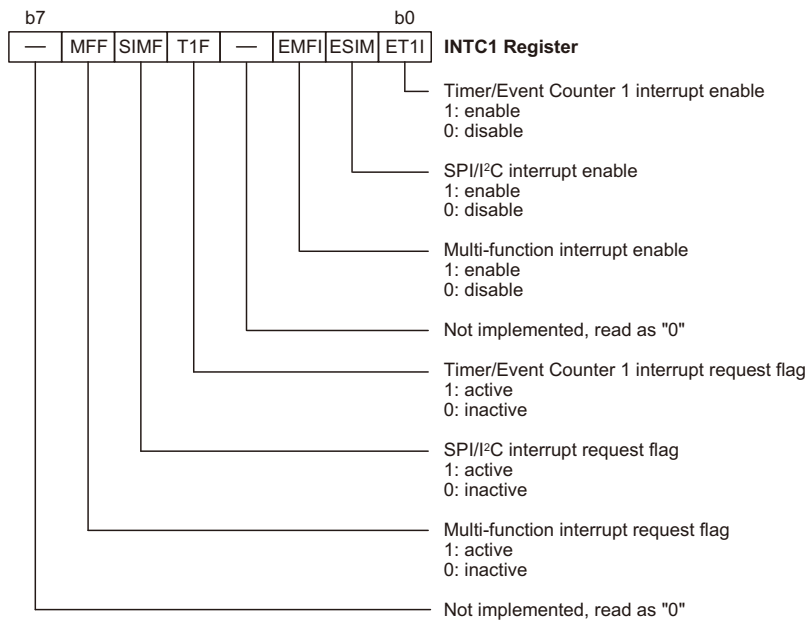 b7 b0
— MFF SIMF T1F — EMFI ESIM ET1I INTC1 Register
Timer/Event Counter 1 interrupt enable
1: enable
0: disable
SPI/I²C interrupt enable
1: enable
0: disable
Multi-function interrupt enable
1: enable
0: disable
Not implemented, read as "0"
Timer/Event Counter 1 interrupt request flag
1: active
0: inactive
SPI/I²C interrupt request flag
1: active
0: inactive
Multi-function interrupt request flag
1: active
0: inactive
Not implemented, read as "0"